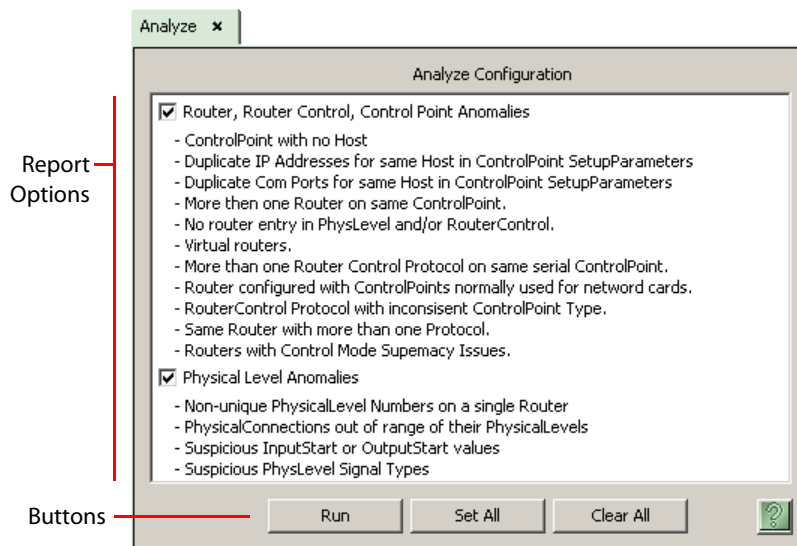 Analyze ×
Analyze Configuration
Router, Router Control, Control Point Anomalies
- ControlPoint with no Host
- Duplicate IP Addresses for same Host in ControlPoint SetupParameters
- Duplicate Com Ports for same Host in ControlPoint SetupParameters
- More then one Router on same ControlPoint.
- No router entry in PhysLevel and/or RouterControl.
- Virtual routers.
- More than one Router Control Protocol on same serial ControlPoint.
- Router configured with ControlPoints normally used for netword cards.
- RouterControl Protocol with inconsisent ControlPoint Type.
- Same Router with more than one Protocol.
- Routers with Control Mode Supemacy Issues.
Physical Level Anomalies
- Non-unique PhysicalLevel Numbers on a single Router
- PhysicalConnections out of range of their PhysicalLevels
- Suspicious InputStart or OutputStart values
- Suspicious PhysLevel Signal Types
Report
Options
Buttons
Run
Set All
Clear All
?